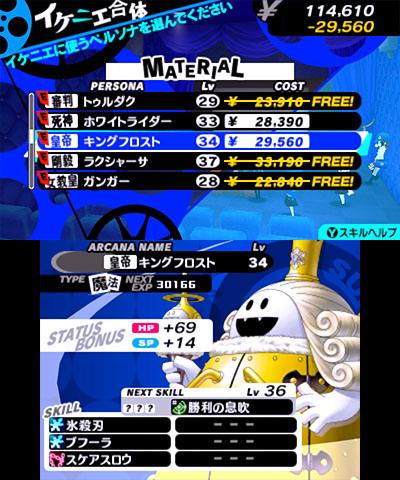 イケニエ合体
イケニエに使うペルソナを選んでください
¥ 114,610
-29,560
MATERIAL
PERSONA Lv COST
審判 トゥルダク 29 ¥ 23,910 FREE!
死神 ホワイトライダー 33 ¥ 28,390
皇帝 キングフロスト 34 ¥ 29,560
剛毅 ラクシャーサ 37 ¥ 33,190 FREE!
女教皇 ガンガー 28 ¥ 22,840 FREE!
Yスキルヘルプ
ARCANA NAME Lv
皇帝 キングフロスト 34
TYPE 魔法 NEXT EXP 30166
STATUS BONUS
HP +69
SP +14
NEXT SKILL Lv 36
??? 勝利の息吹
SKILL
氷殺刃 ---
ブフーラ ---
スケアスロウ ---